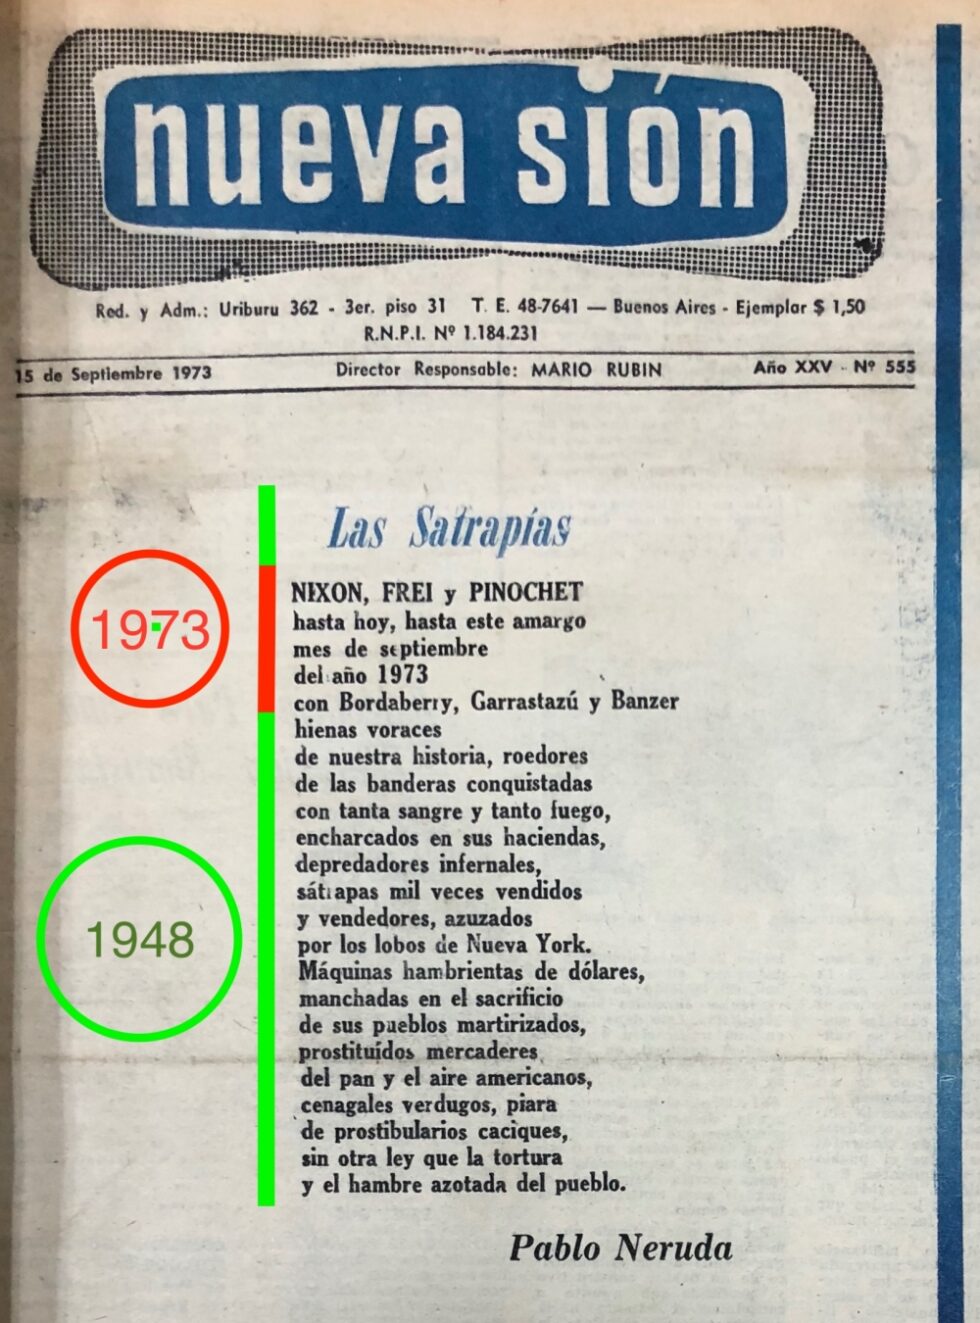 nueva sión
Red. y Adm.: Uriburu 362 - 3er. piso 31 T. E. 48-7641 — Buenos Aires - Ejemplar $ 1,50
R.N.P.I. Nº 1.184.231
15 de Septiembre 1973 Director Responsable: MARIO RUBIN Año XXV - Nº 555
Las Satrapías
NIXON, FREI y PINOCHET
hasta hoy, hasta este amargo
1973
mes de septiembre
del año 1973
con Bordaberry, Garrastazú y Banzer
hienas voraces
de nuestra historia, roedores
de las banderas conquistadas
con tanta sangre y tanto fuego,
encharcados en sus haciendas,
depredadores infernales,
sátrapas mil veces vendidos
y vendedores, azuzados
1948
por los lobos de Nueva York.
Máquinas hambrientas de dólares,
manchadas en el sacrificio
de sus pueblos martirizados,
prostituídos mercaderes
del pan y el aire americanos,
cenagales verdugos, piara
de prostibularios caciques,
sin otra ley que la tortura
y el hambre azotada del pueblo.
Pablo Neruda